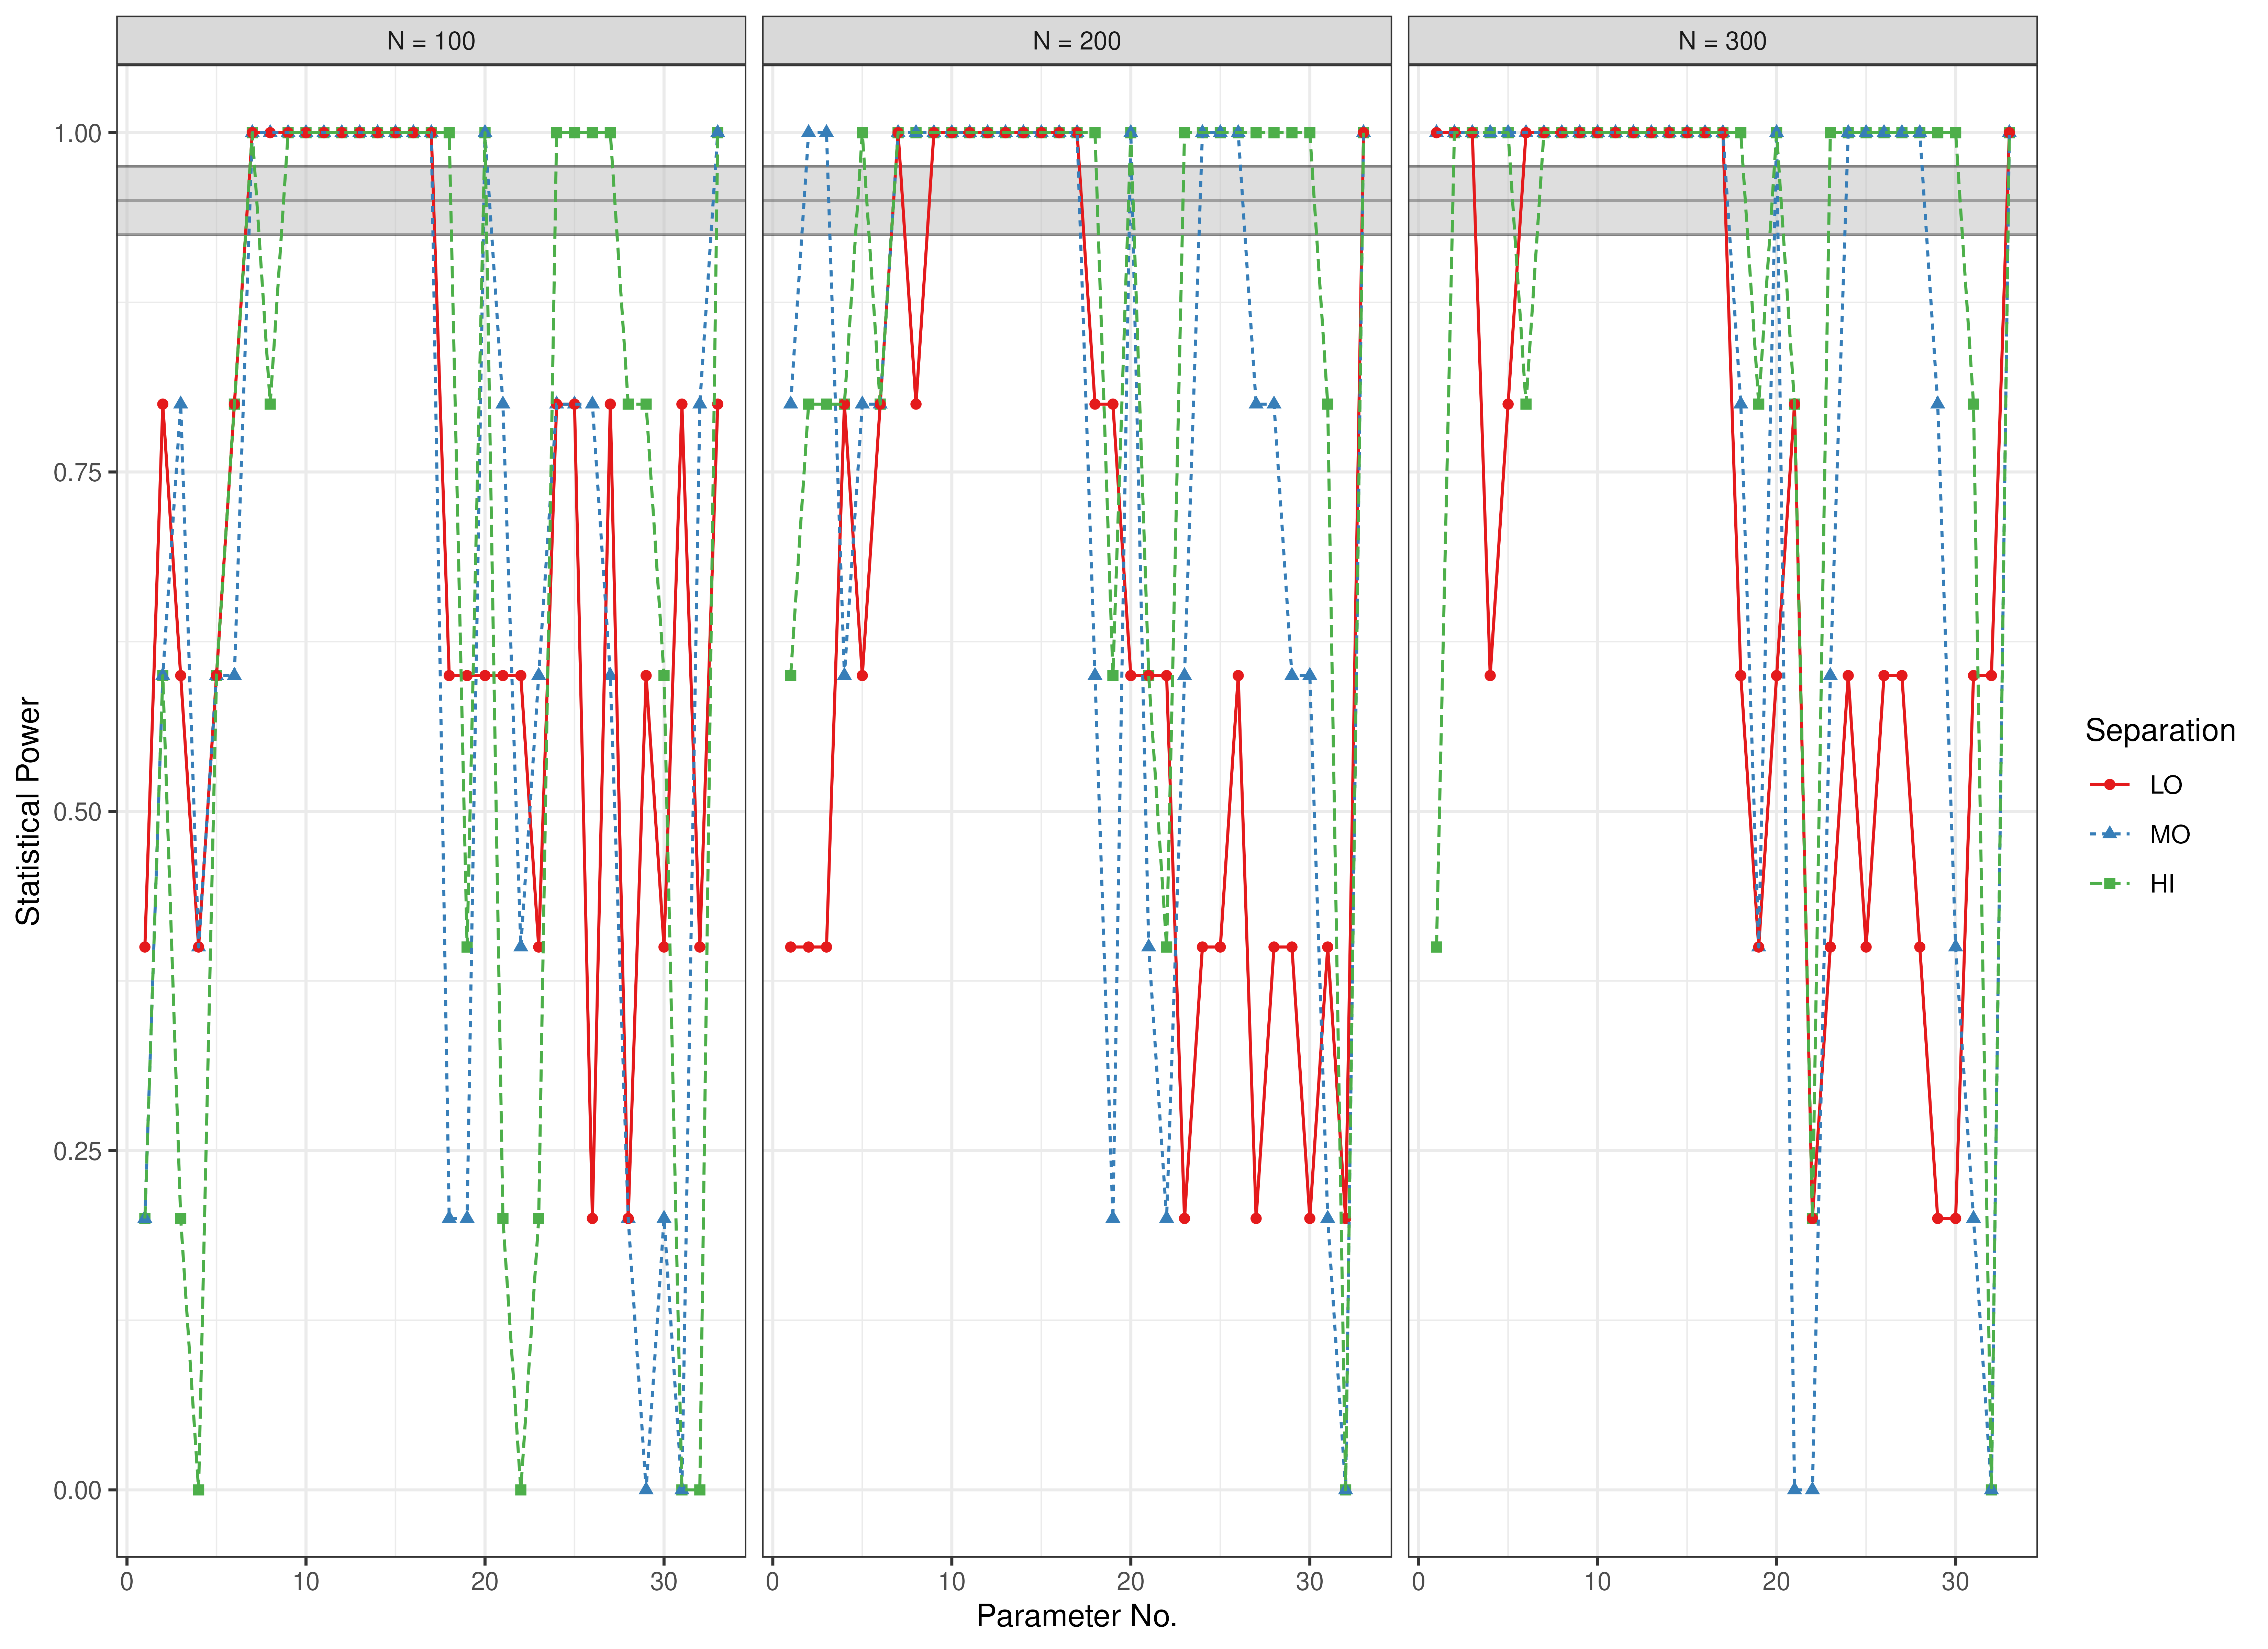 N = 100
N = 200
N = 300
Statistical Power
1.00
0.75
0.50
0.25
0.00
0 10 20 30
0 10 20 30
0 10 20 30
Parameter No.
Separation
LO
MO
HI